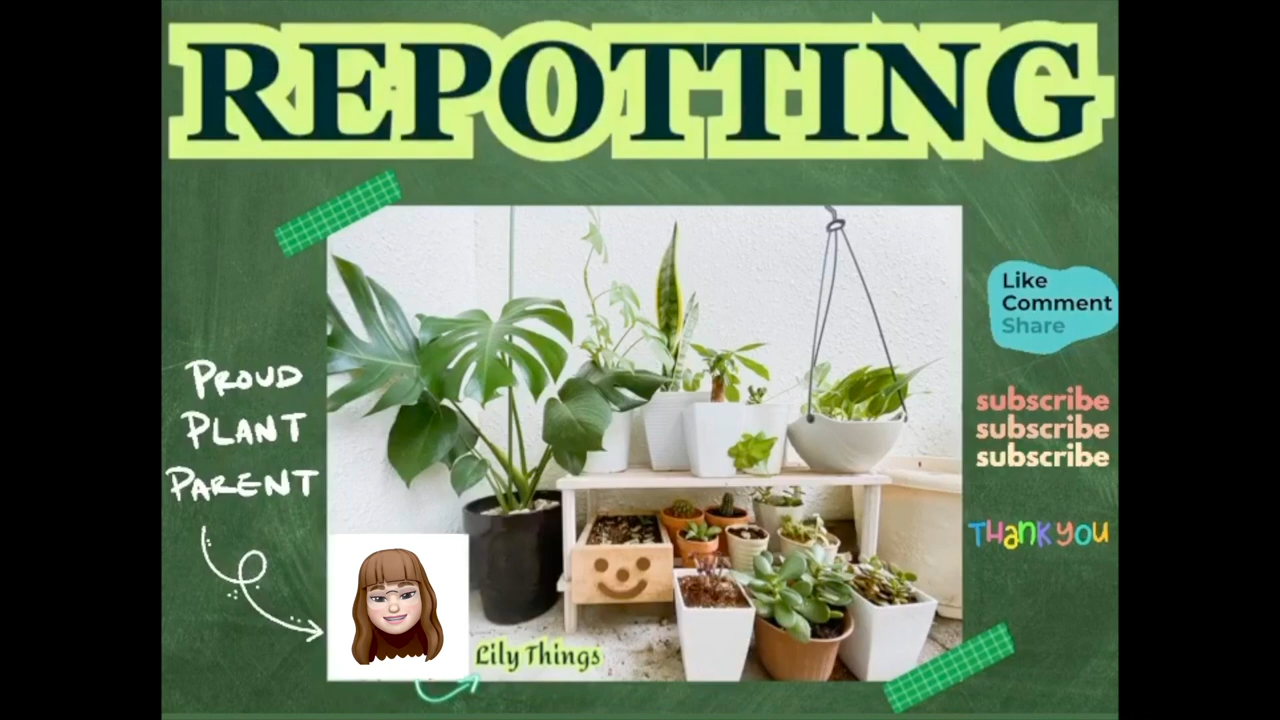 REPOTTING
PROUD
PLANT
PARENT
Lily Things
Like
Comment
Share
subscribe
subscribe
subscribe
THANK YOU